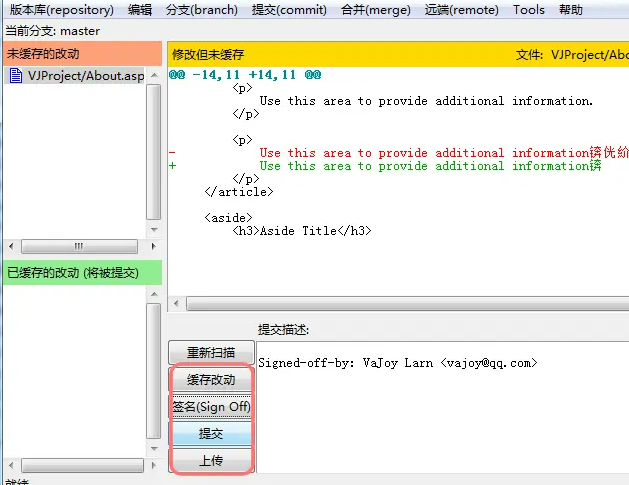 版本库(repository) 编辑 分支(branch) 提交(commit) 合并(merge) 远端(remote) Tools 帮助
当前分支: master
未缓存的改动
VJProject/About.asp
已缓存的改动 (将被提交)
修改但未缓存 文件: VJProject/Abo
@@ -14,11 +14,11 @@
<p>
Use this area to provide additional information.
</p>
<p>
- Use this area to provide additional information锛侊紒
+ Use this area to provide additional information锛
</p>
</article>
<aside>
<h3>Aside Title</h3>
提交描述:
Signed-off-by: VaJoy Larn <vajoy@qq.com>
重新扫描
缓存改动
签名(Sign Off)
提交
上传
就绪